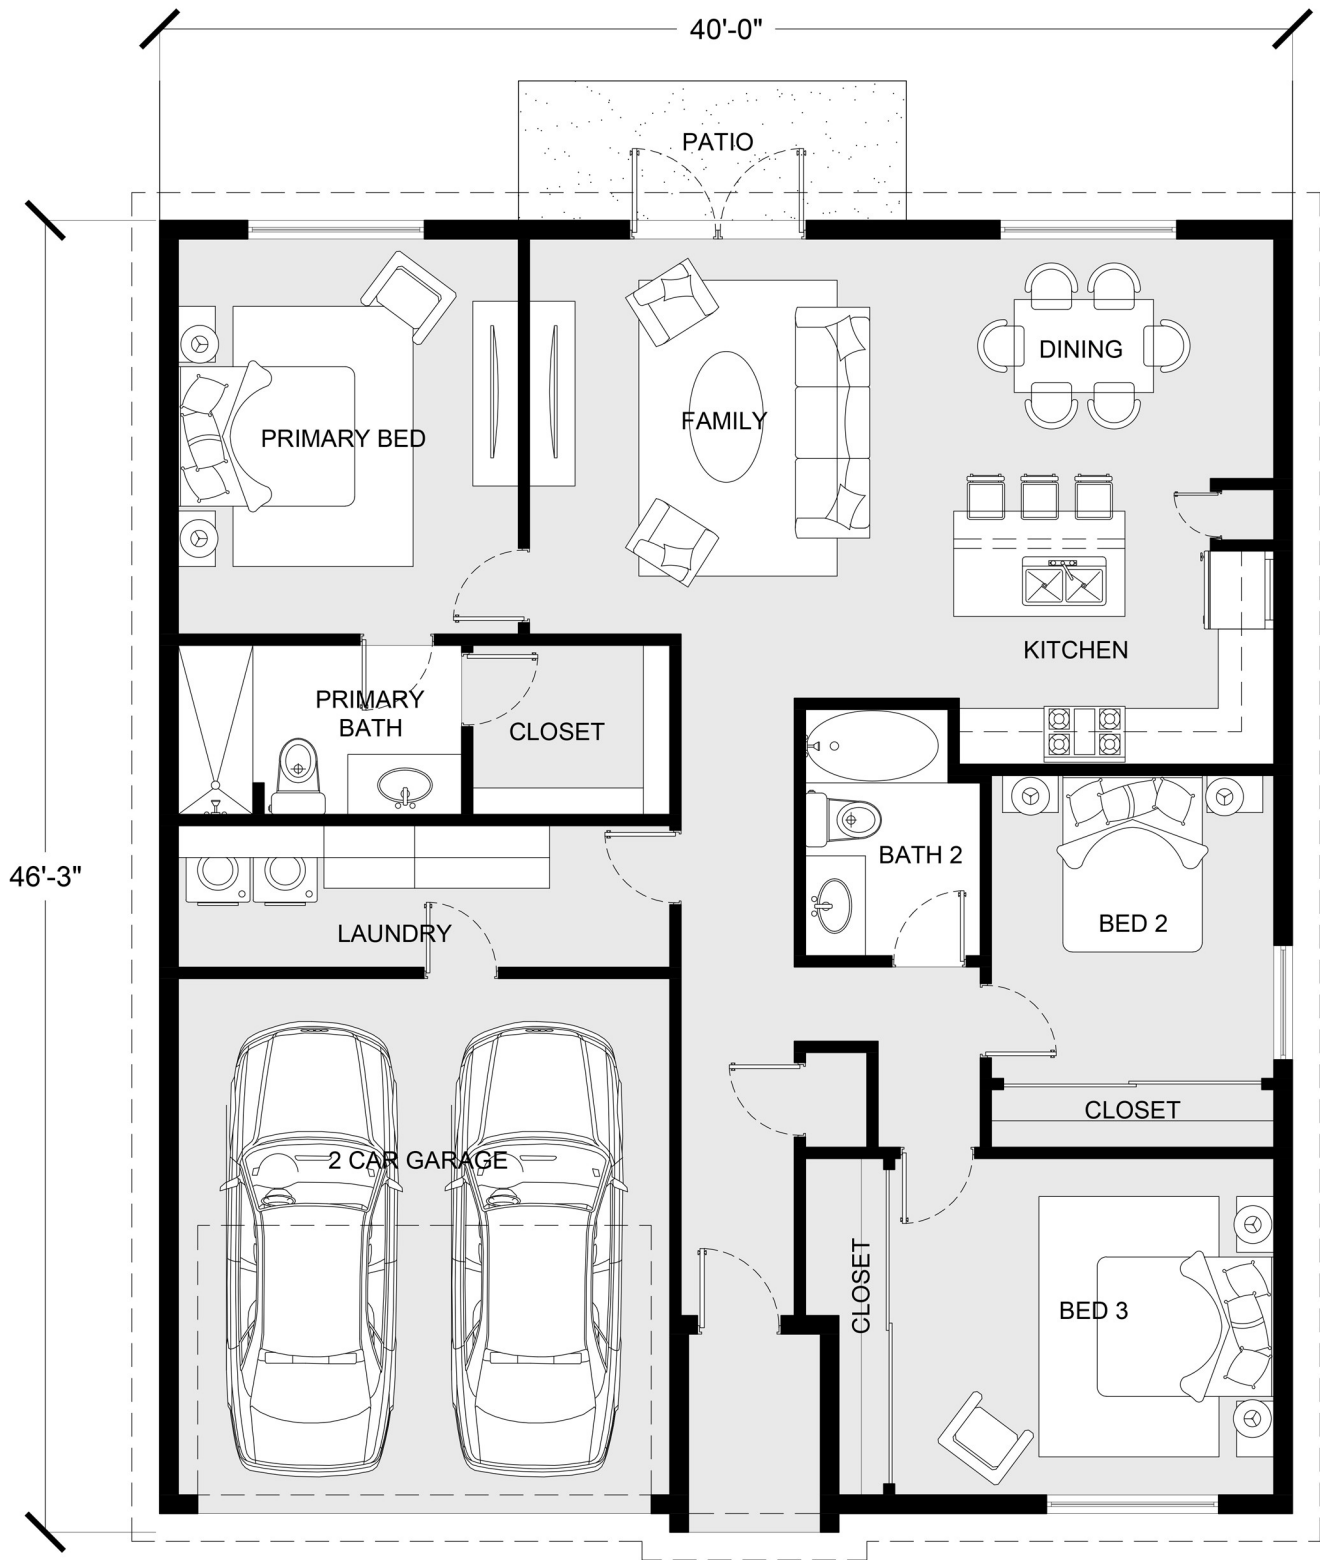 40'-0"
PATIO
DINING
FAMILY
PRIMARY BED
KITCHEN
PRIMARY
BATH
CLOSET
BATH 2
46'-3"
BED 2
LAUNDRY
CLOSET
2 CAR GARAGE
CLOSET
BED 3